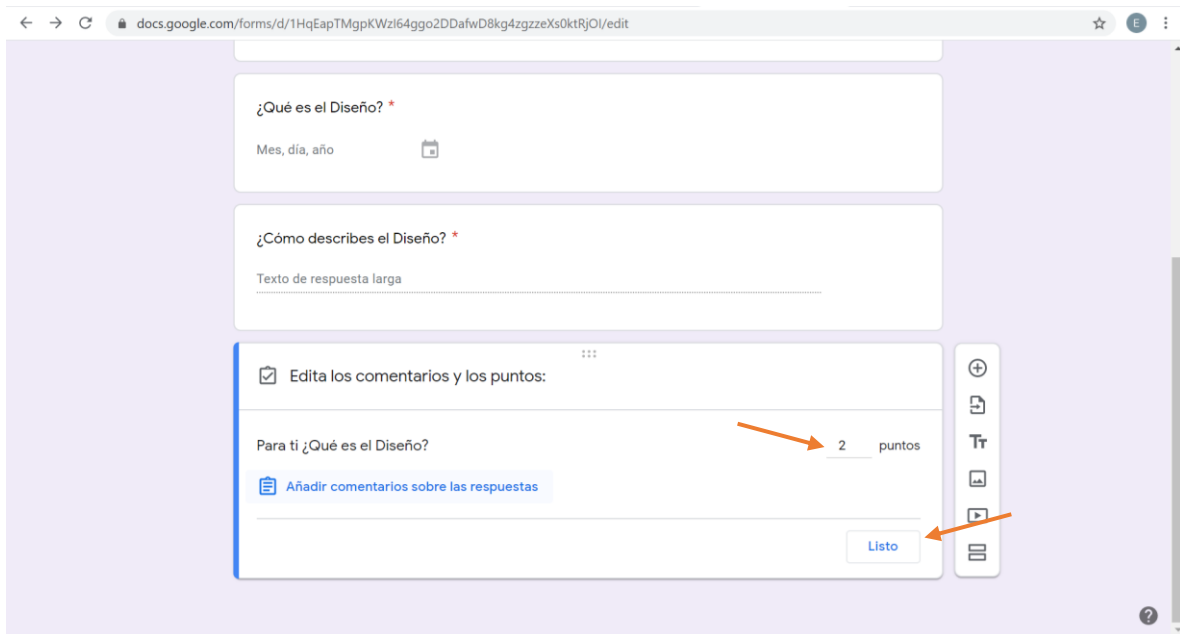 docs.google.com/forms/d/1HqEapTMgpKWzI64ggo2DDafwD8kg4zgzzeXs0ktRjOI/edit
E
¿Qué es el Diseño? *
Mes, día, año
¿Cómo describes el Diseño? *
Texto de respuesta larga
Edita los comentarios y los puntos:
Para ti ¿Qué es el Diseño? 2 puntos
Añadir comentarios sobre las respuestas
Listo